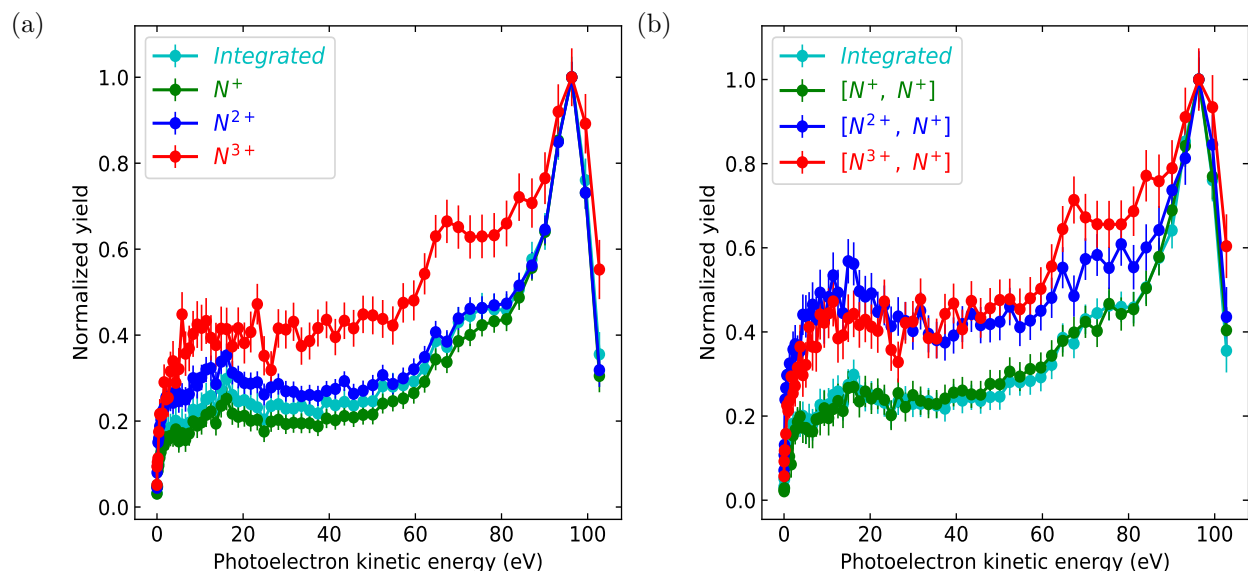 (a)
Normalized yield
1.0
0.8
0.6
0.4
0.2
0.0
Integrated
N⁺
N²⁺
N³⁺
0 20 40 60 80 100
Photoelectron kinetic energy (eV)
(b)
Normalized yield
1.0
0.8
0.6
0.4
0.2
0.0
Integrated
[N⁺, N⁺]
[N²⁺, N⁺]
[N³⁺, N⁺]
0 20 40 60 80 100
Photoelectron kinetic energy (eV)